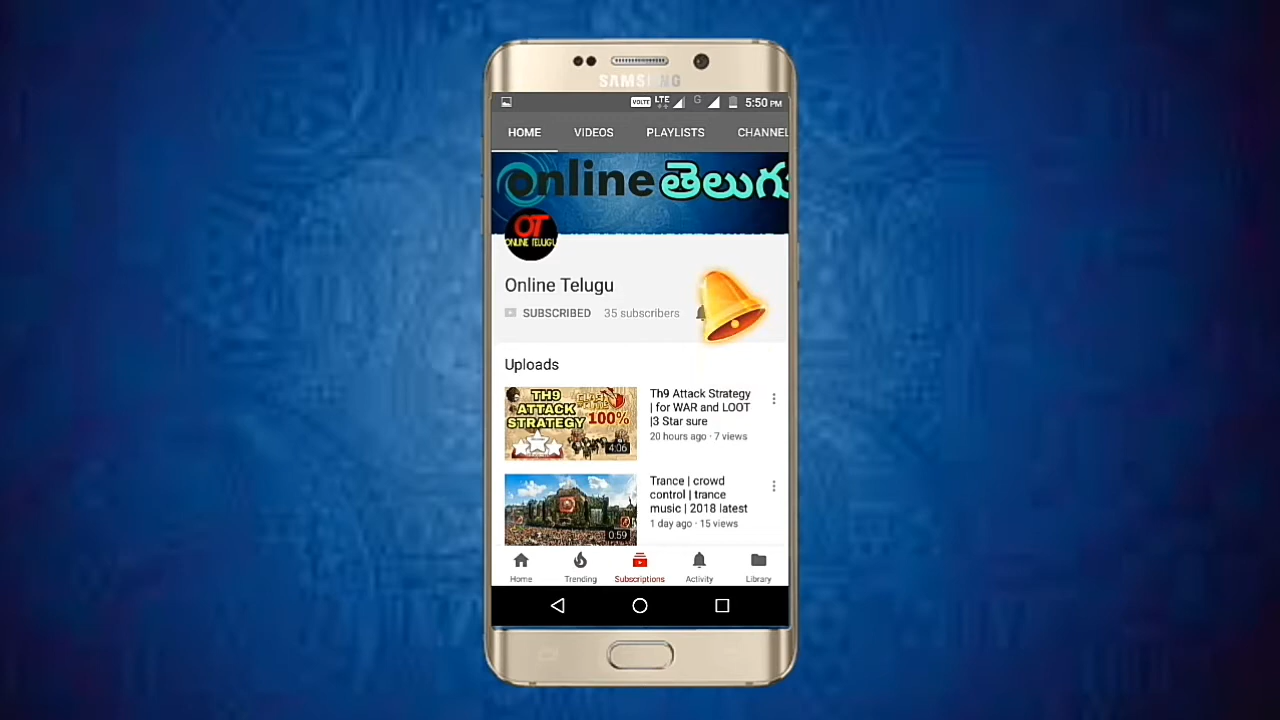 SAMSUNG
VOLTE LTE G 5:50 PM
HOME VIDEOS PLAYLISTS CHANNEL
online తెలుగు
OT
ONLINE TELUGU
Online Telugu
SUBSCRIBED 35 subscribers
Uploads
TH9
ATTACK
STRATEGY
100%
4:06
Th9 Attack Strategy
| for WAR and LOOT
|3 Star sure
20 hours ago · 7 views
0:59
Trance | crowd
control | trance
music | 2018 latest
1 day ago · 15 views
Home Trending Subscriptions Activity Library